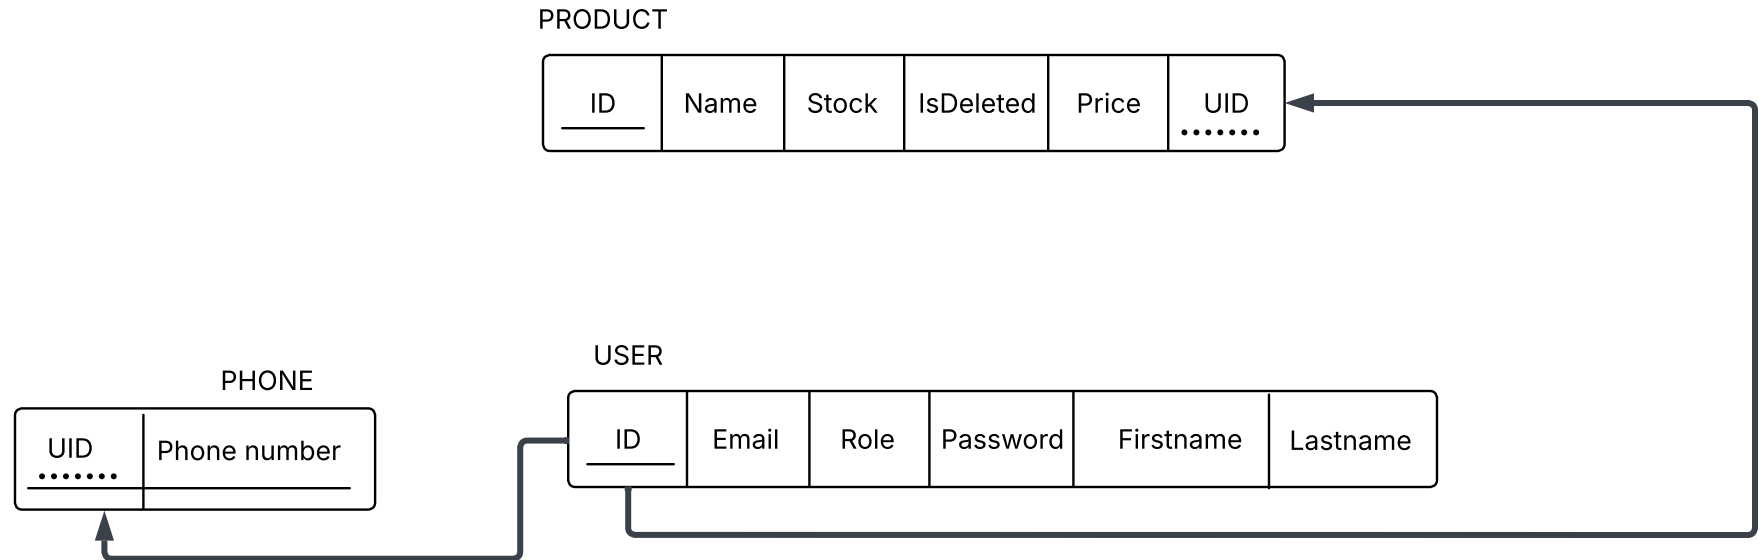 PRODUCT
ID Name Stock IsDeleted Price UID
USER
PHONE
ID Email Role Password Firstname Lastname
UID Phone number